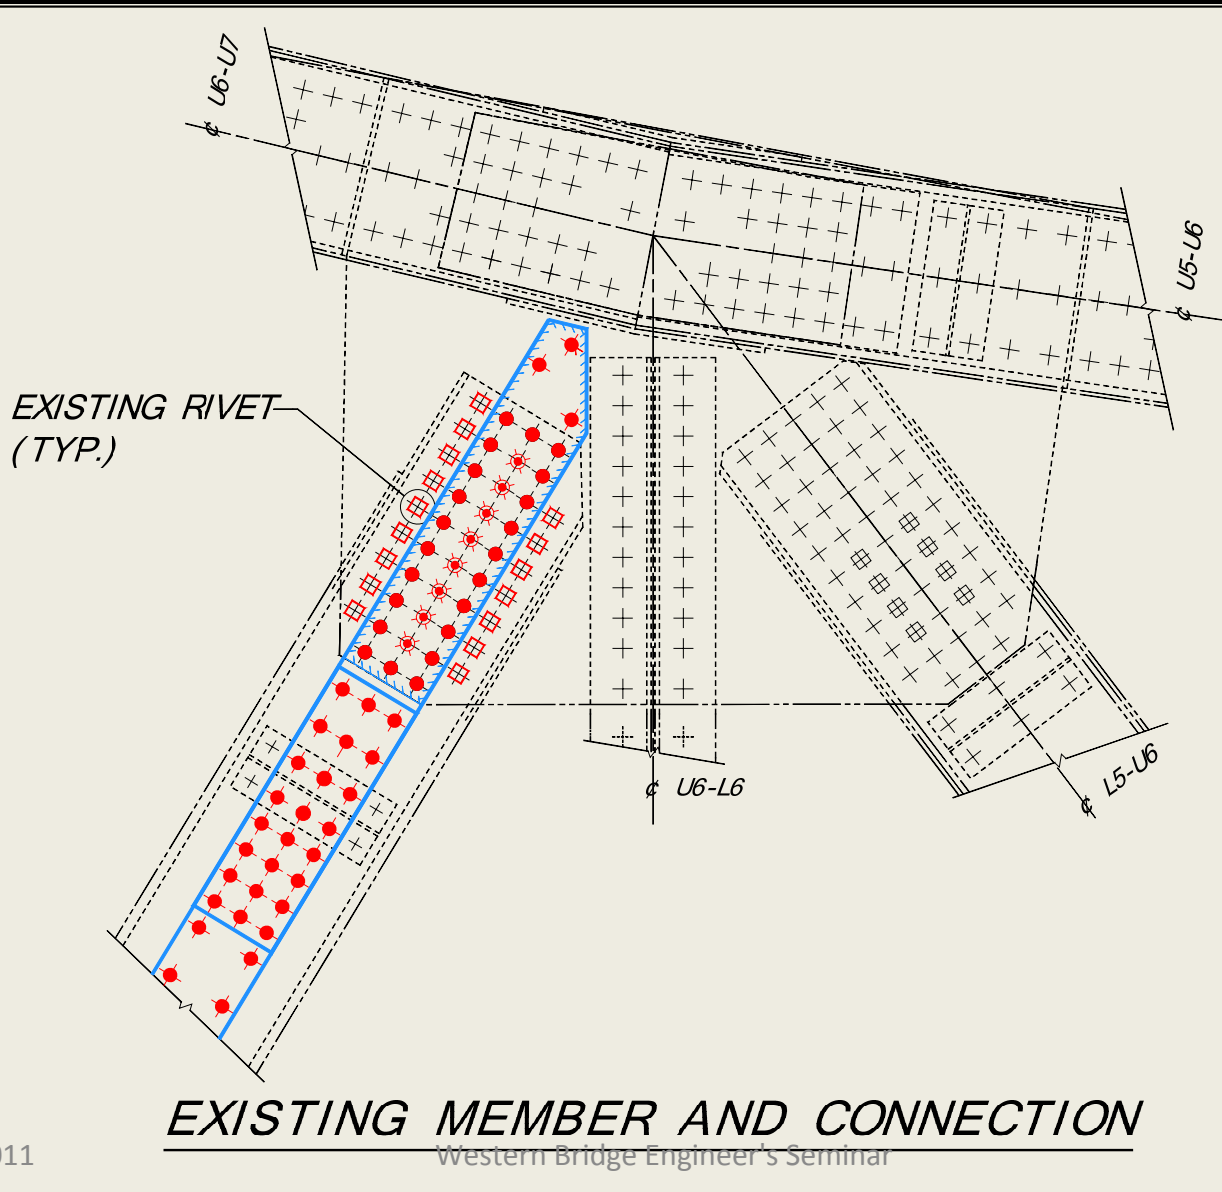 ℄ U6-U7
℄ U5-U6
EXISTING RIVET
(TYP.)
℄ U6-L6
℄ L5-U6
EXISTING MEMBER AND CONNECTION
011
Western Bridge Engineer's Seminar